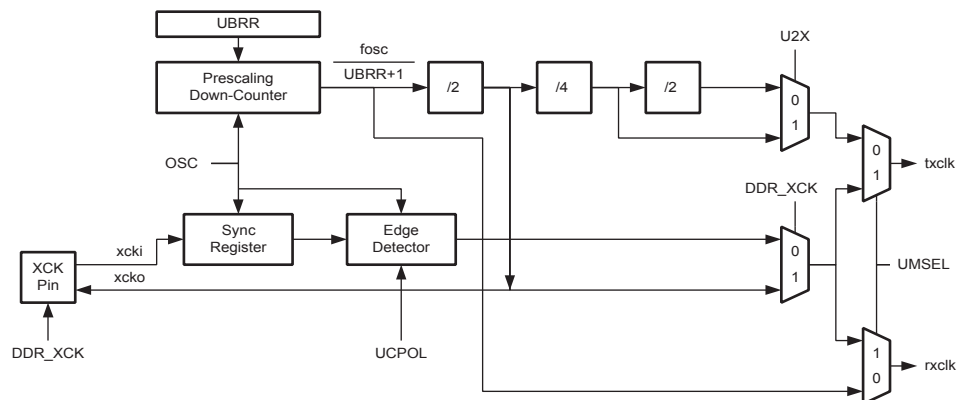 UBRR
fosc
U2X
Prescaling
Down-Counter
UBRR+1
/2
/4
/2
0
1
OSC
0
1
txclk
DDR_XCK
Sync
Register
Edge
Detector
xcki
0
1
XCK
Pin
xcko
UMSEL
DDR_XCK
UCPOL
1
0
rxclk